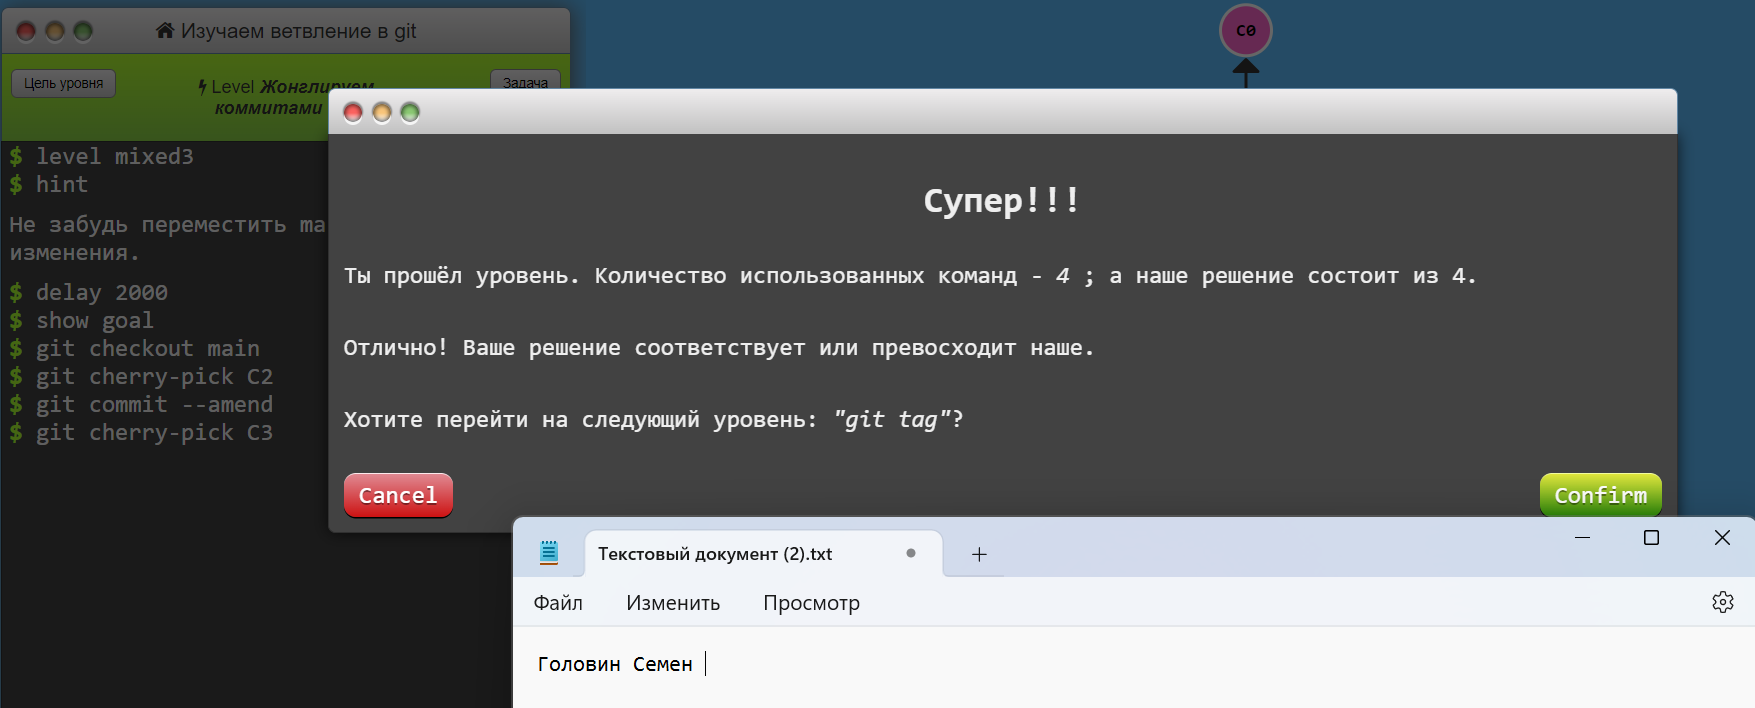 Изучаем ветвление в git
C0
Цель уровня
Level Жонглируем
коммитами
Задача
$ level mixed3
$ hint
Не забудь переместить ma
изменения.
$ delay 2000
$ show goal
$ git checkout main
$ git cherry-pick C2
$ git commit --amend
$ git cherry-pick C3
Супер!!!
Ты прошёл уровень. Количество использованных команд - 4 ; а наше решение состоит из 4.
Отлично! Ваше решение соответствует или превосходит наше.
Хотите перейти на следующий уровень: "git tag"?
Cancel
Confirm
Текстовый документ (2).txt
Файл Изменить Просмотр
Головин Семен